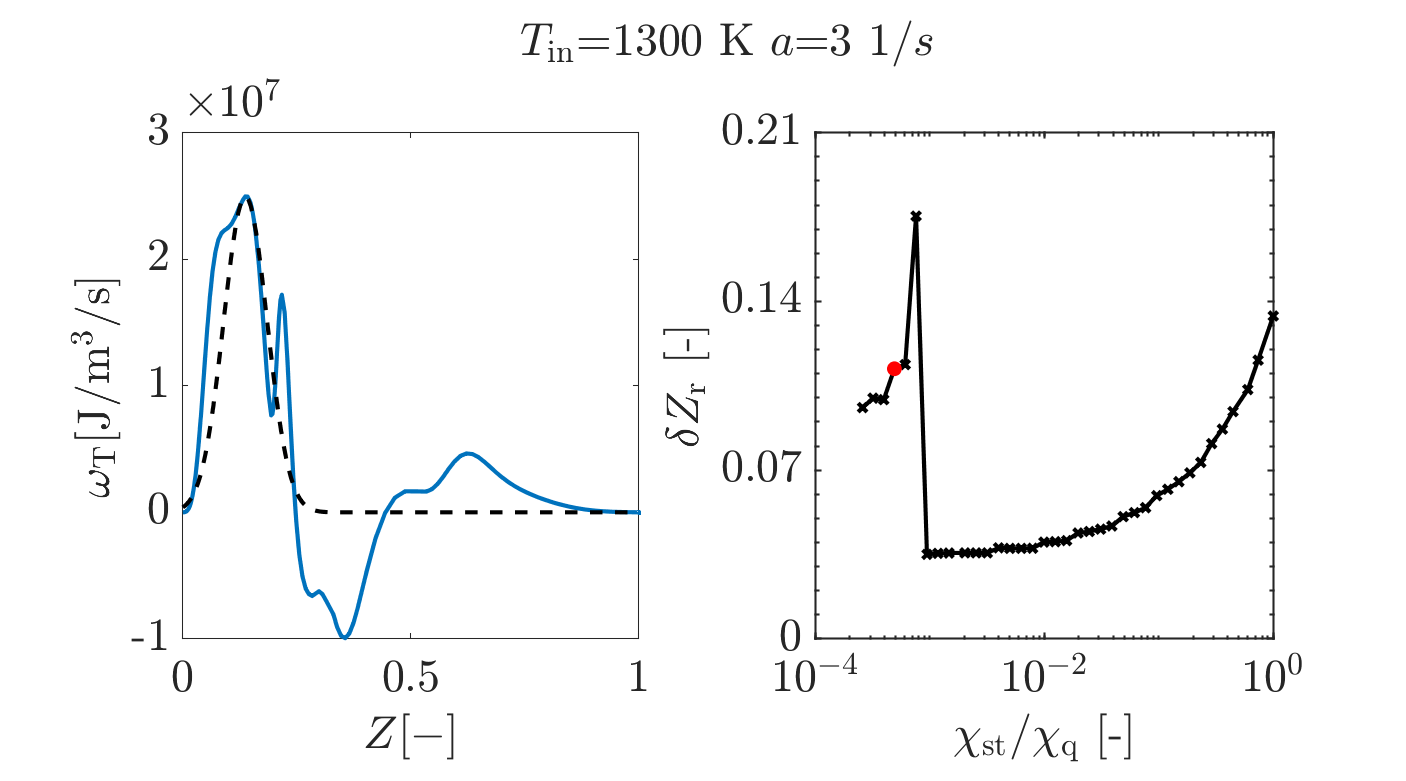 T_in=1300 K a=3 1/s
×10^7
3
2
1
0
-1
0 0.5 1
Z[−]
ω_T[J/m^3/s]
0.21
0.14
0.07
0
10^−4 10^−2 10^0
χ_st/χ_q [-]
δZ_r [-]